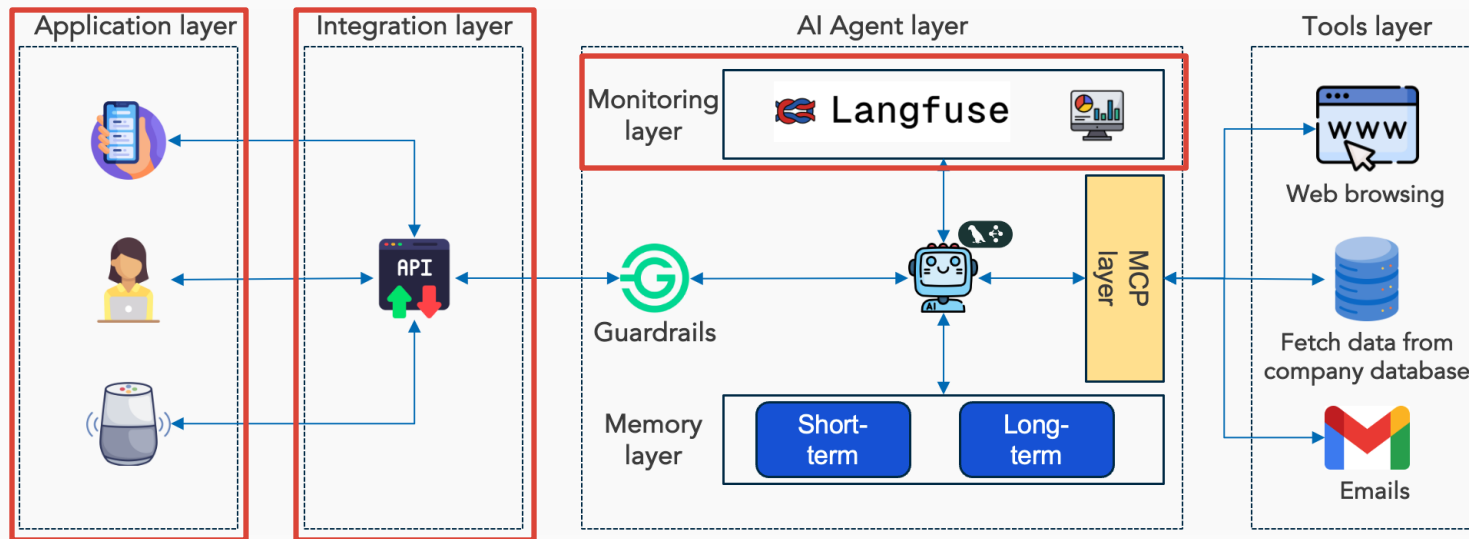 Application layer
Integration layer
AI Agent layer
Tools layer
Monitoring
layer
Langfuse
WWW
Web browsing
API
Guardrails
AI
MCP
layer
Fetch data from
company database
Memory
layer
Short-
term
Long-
term
Emails